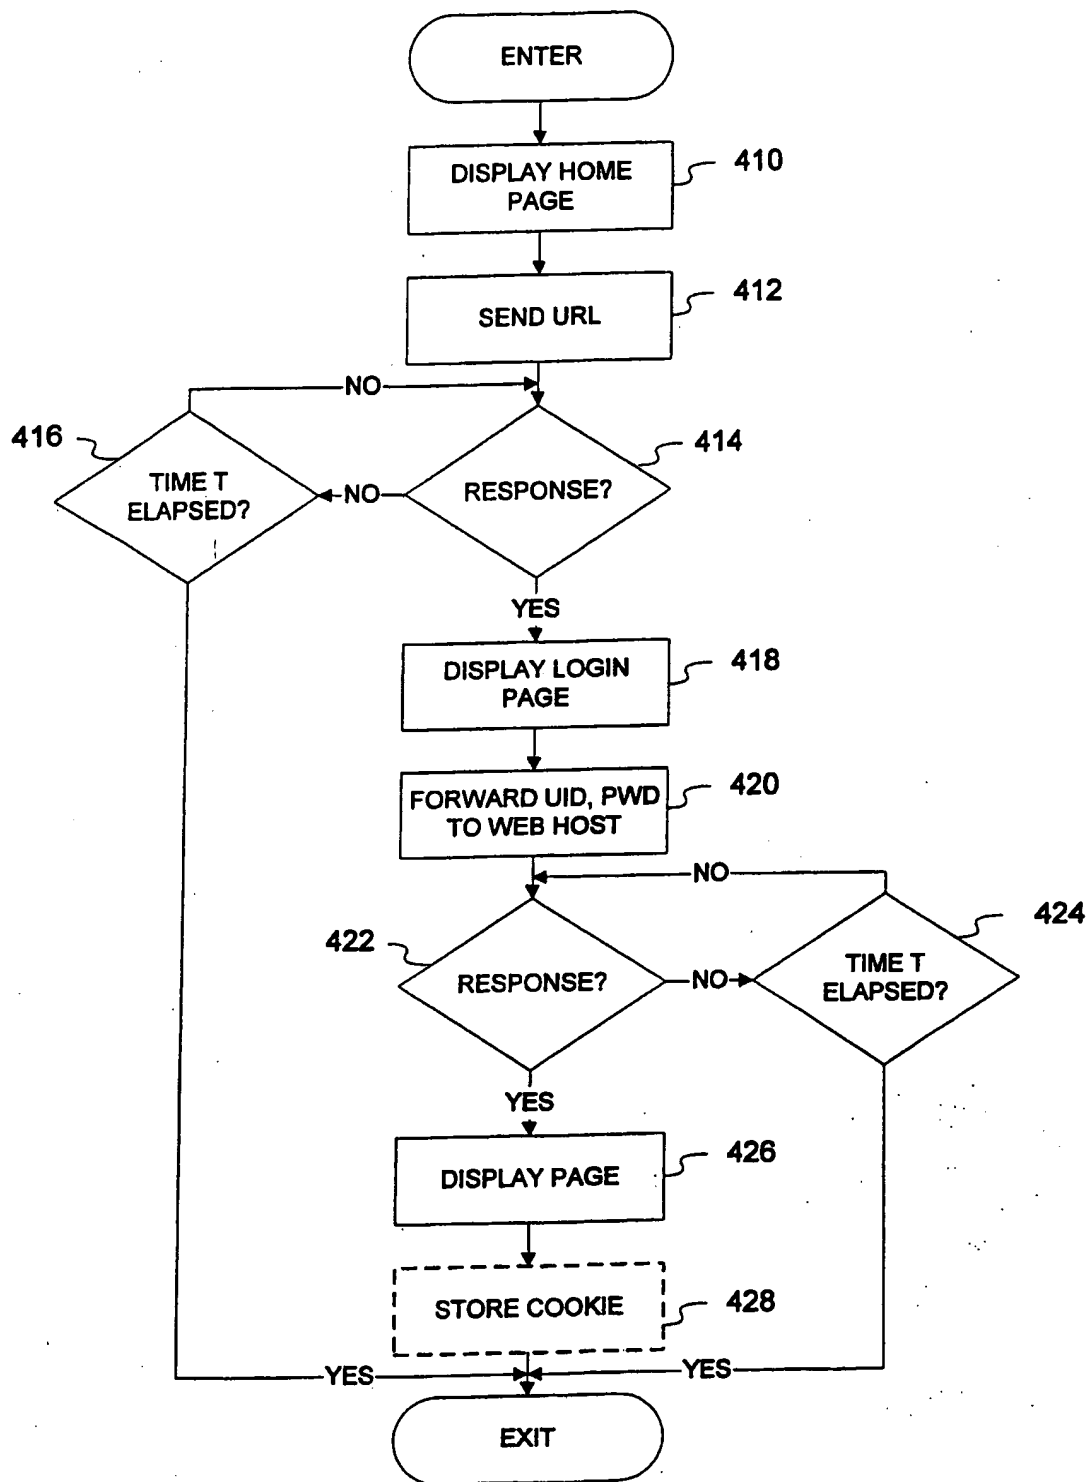 ENTER
DISPLAY HOME
PAGE
410
SEND URL
412
NO
416
414
TIME T
ELAPSED?
NO
RESPONSE?
YES
DISPLAY LOGIN
PAGE
418
FORWARD UID, PWD
TO WEB HOST
420
NO
422
424
RESPONSE?
NO
TIME T
ELAPSED?
YES
DISPLAY PAGE
426
STORE COOKIE
428
YES
YES
EXIT